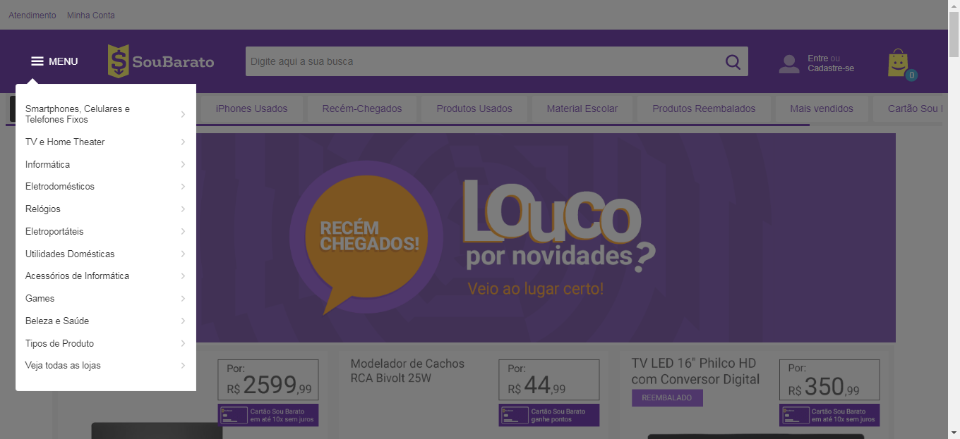 Atendimento Minha Conta
MENU
SouBarato
Digite aqui a sua busca
Entre ou
Cadastre-se
0
iPhones Usados
Recém-Chegados
Produtos Usados
Material Escolar
Produtos Reembalados
Mais vendidos
Cartão Sou
Smartphones, Celulares e
Telefones Fixos
TV e Home Theater
Informática
Eletrodomésticos
Relógios
Eletroportáteis
Utilidades Domésticas
Acessórios de Informática
Games
Beleza e Saúde
Tipos de Produto
Veja todas as lojas
RECÉM
CHEGADOS!
LOUCO
por novidades?
Veio ao lugar certo!
Por:
R$ 2599,99
Cartão Sou Barato
em até 10x sem juros
Modelador de Cachos
RCA Bivolt 25W
Por:
R$ 44,99
Cartão Sou Barato
ganhe pontos
TV LED 16" Philco HD
com Conversor Digital
REEMBALADO
Por:
R$ 350,99
Cartão Sou Barato
em até 10x sem juros